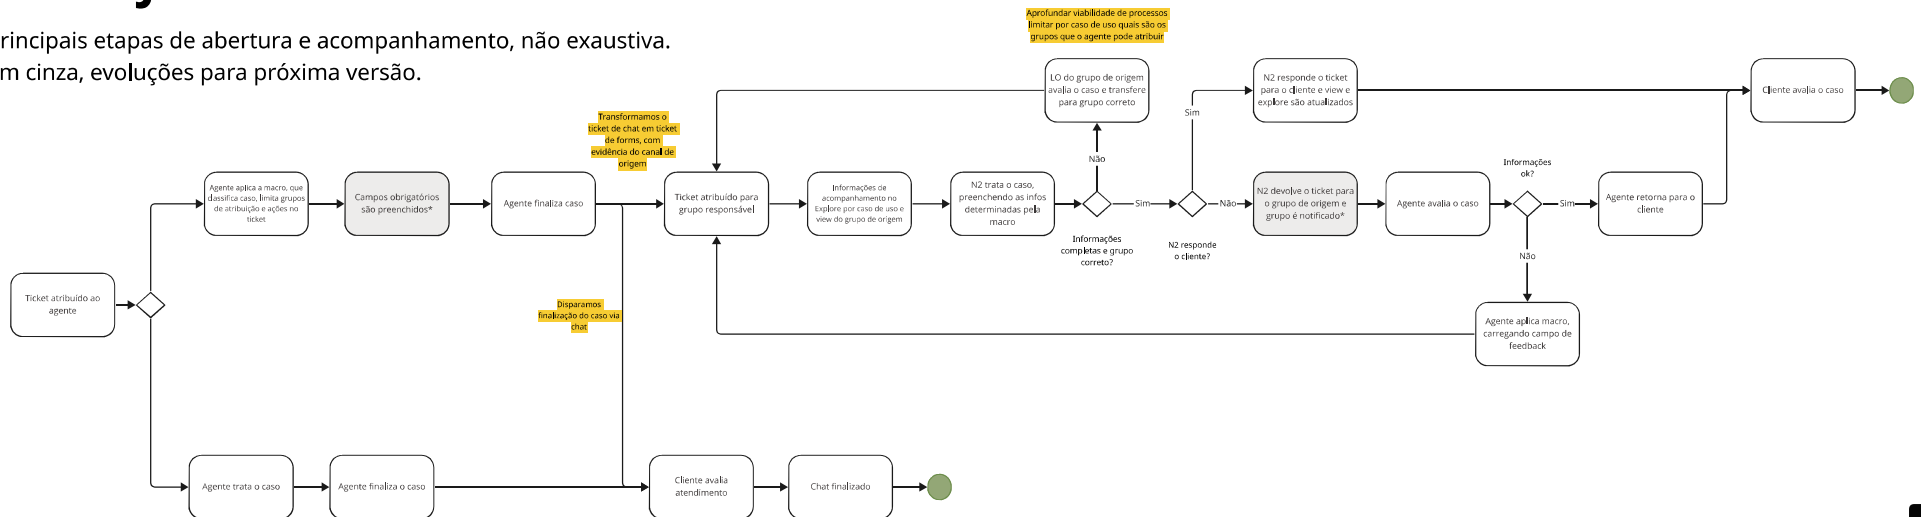 rincipais etapas de abertura e acompanhamento, não exaustiva.
m cinza, evoluções para próxima versão.
Aprofundar viabilidade de processos
limitar por caso de uso quais são os
grupos que o agente pode atribuir
LO do grupo de origem
avalia o caso e transfere
para grupo correto
N2 responde o ticket
para o cliente e view e
explore são atualizados
Cliente avalia o caso
Sim
Transformamos o
ticket de chat em ticket
de forms, com
evidência do canal de
origem
Não
Informações
ok?
Agente aplica a macro, que
classifica caso, limita grupos
de atribuição e ações no
ticket
Campos obrigatórios
são preenchidos*
Agente finaliza caso
Ticket atribuído para
grupo responsável
Informações de
acompanhamento no
Explore por caso de uso e
view do grupo de origem
N2 trata o caso,
preenchendo as infos
determinadas pela
macro
Sim
Não
N2 devolve o ticket para
o grupo de origem e
grupo é notificado*
Agente avalia o caso
Sim
Agente retorna para o
cliente
Informações
completas e grupo
correto?
N2 responde
o cliente?
Não
Ticket atribuído ao
agente
Disparamos
finalização do caso via
chat
Agente aplica macro,
carregando campo de
feedback
Agente trata o caso
Agente finaliza o caso
Cliente avalia
atendimento
Chat finalizado